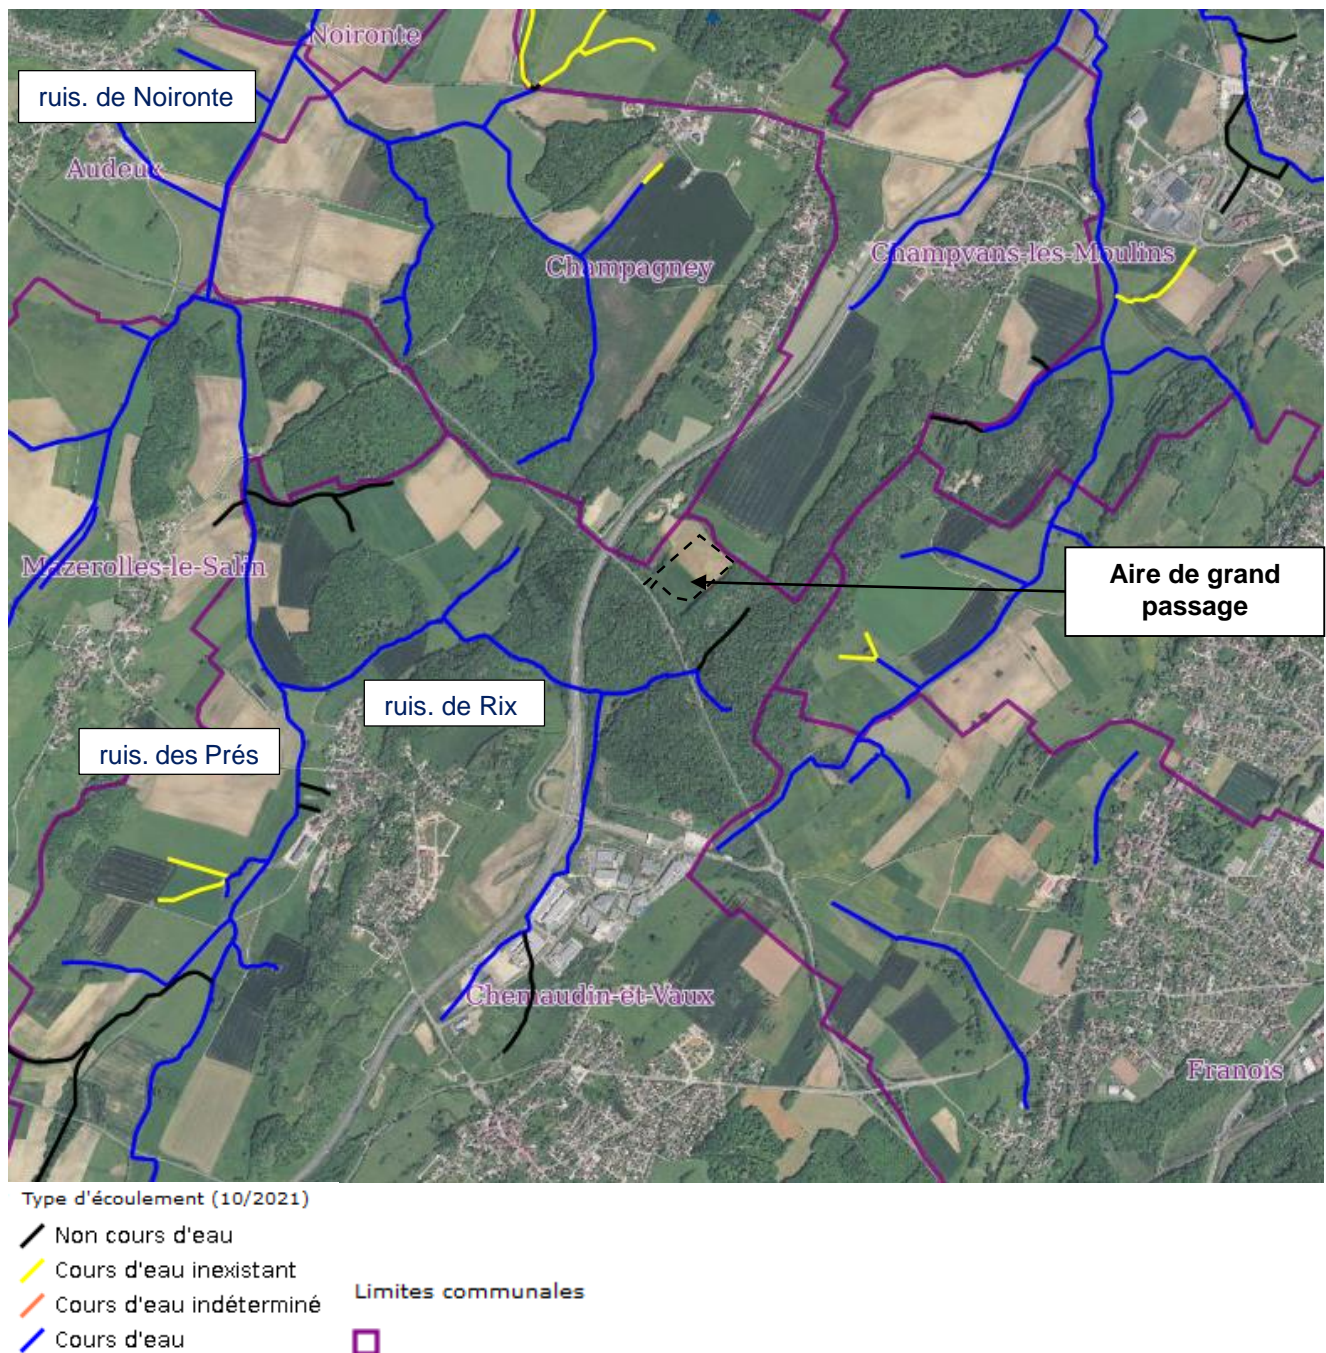 Noironte
ruis. de Noironte
Audeux
Champagney
Champvans-les-Moulins
Mazerolles-le-Salin
Aire de grand
passage
ruis. de Rix
ruis. des Prés
Chemaudin-et-Vaux
Franois
Type d'écoulement (10/2021)
Non cours d'eau
Cours d'eau inexistant
Cours d'eau indéterminé
Cours d'eau
Limites communales